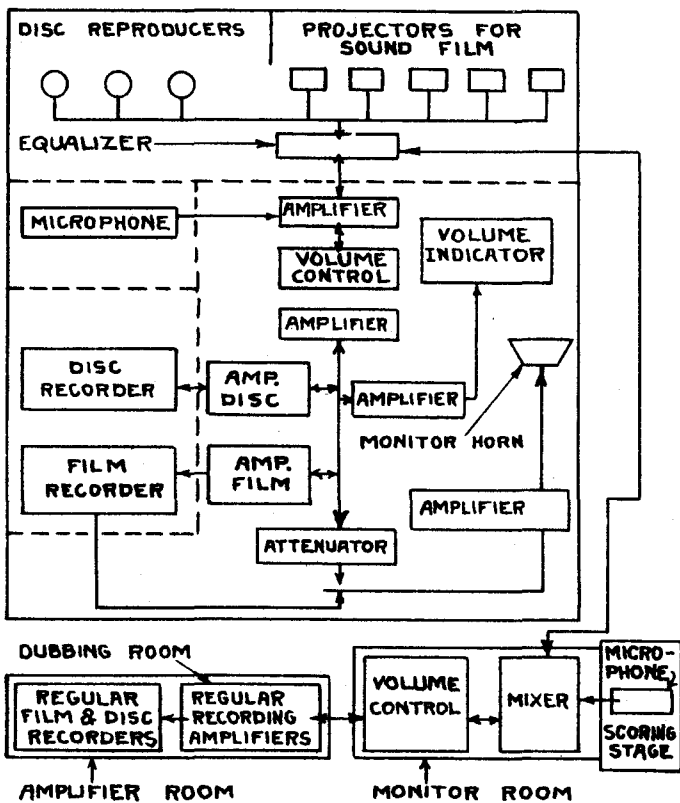 DISC REPRODUCERS
PROJECTORS FOR
SOUND FILM
EQUALIZER
MICROPHONE
AMPLIFIER
VOLUME
CONTROL
VOLUME
INDICATOR
AMPLIFIER
DISC
RECORDER
AMP.
DISC
AMPLIFIER
MONITOR HORN
FILM
RECORDER
AMP.
FILM
AMPLIFIER
ATTENUATOR
DUBBING ROOM
REGULAR
FILM & DISC
RECORDERS
REGULAR
RECORDING
AMPLIFIERS
VOLUME
CONTROL
MIXER
MICRO-
PHONE
SCORING
STAGE
AMPLIFIER ROOM
MONITOR ROOM